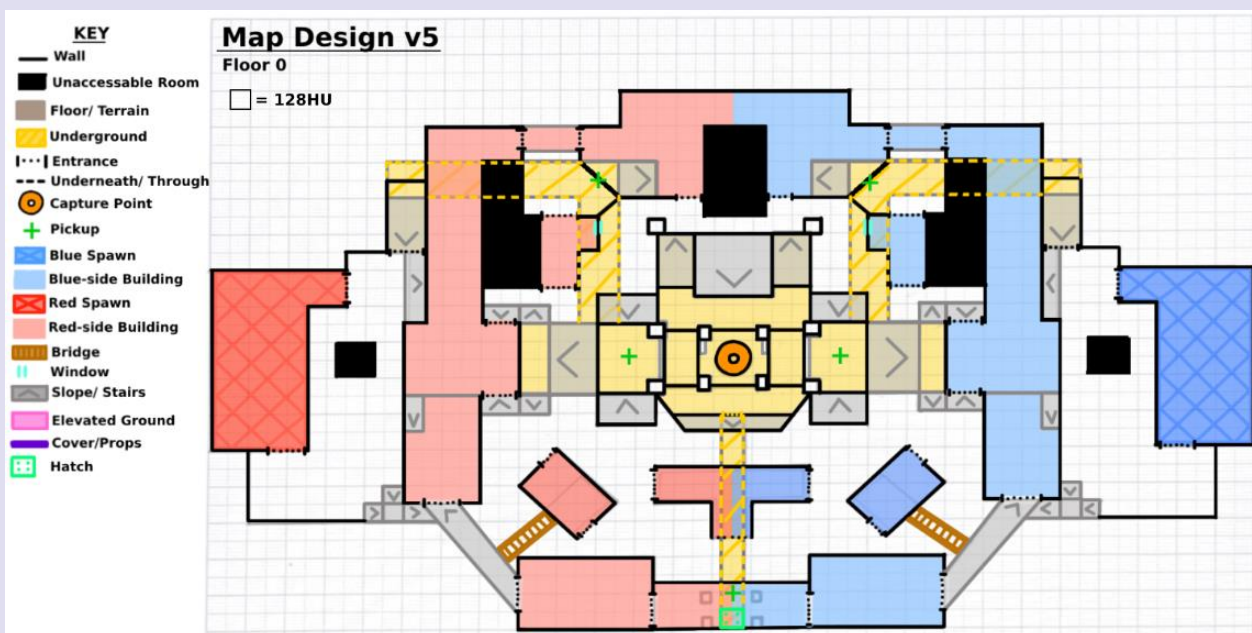 KEY
Wall
Unaccessable Room
Floor/ Terrain
Underground
Entrance
Underneath/ Through
Capture Point
Pickup
Blue Spawn
Blue-side Building
Red Spawn
Red-side Building
Bridge
Window
Slope/ Stairs
Elevated Ground
Cover/Props
Hatch
Map Design v5
Floor 0
= 128HU